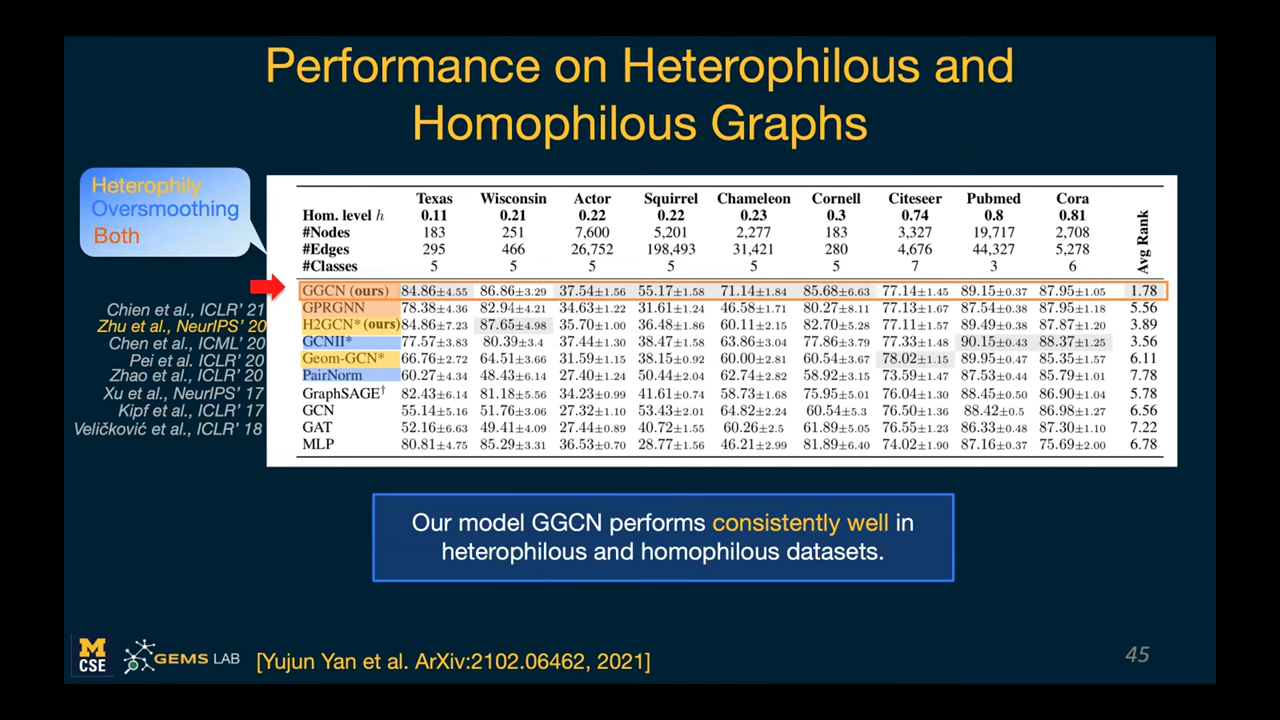 Performance on Heterophilous and
Homophilous Graphs
Heterophily
Oversmoothing
Both
Texas Wisconsin Actor Squirrel Chameleon Cornell Citeseer Pubmed Cora
Hom. level h 0.11 0.21 0.22 0.22 0.23 0.3 0.74 0.8 0.81 Avg Rank
#Nodes 183 251 7,600 5,201 2,277 183 3,327 19,717 2,708
#Edges 295 466 26,752 198,493 31,421 280 4,676 44,327 5,278
#Classes 5 5 5 5 5 5 7 3 6
GGCN (ours) 84.86±4.55 86.86±3.29 37.54±1.56 55.17±1.58 71.14±1.84 85.68±6.63 77.14±1.45 89.15±0.37 87.95±1.05 1.78
Chien et al., ICLR' 21 GPRGNN 78.38±4.36 82.94±4.21 34.63±1.22 31.61±1.24 46.58±1.71 80.27±8.11 77.13±1.67 87.54±0.38 87.95±1.18 5.56
Zhu et al., NeurIPS' 20 H2GCN* (ours) 84.86±7.23 87.65±4.98 35.70±1.00 36.48±1.86 60.11±2.15 82.70±5.28 77.11±1.57 89.49±0.38 87.87±1.20 3.89
Chen et al., ICML' 20 GCNII* 77.57±3.83 80.39±3.4 37.44±1.30 38.47±1.58 63.86±3.04 77.86±3.79 77.33±1.48 90.15±0.43 88.37±1.25 3.56
Pei et al., ICLR' 20 Geom-GCN* 66.76±2.72 64.51±3.66 31.59±1.15 38.15±0.92 60.00±2.81 60.54±3.67 78.02±1.15 89.95±0.47 85.35±1.57 6.11
Zhao et al., ICLR' 20 PairNorm 60.27±4.34 48.43±6.14 27.40±1.24 50.44±2.04 62.74±2.82 58.92±3.15 73.59±1.47 87.53±0.44 85.79±1.01 7.78
Xu et al., NeurIPS' 17 GraphSAGE† 82.43±6.14 81.18±5.56 34.23±0.99 41.61±0.74 58.73±1.68 75.95±5.01 76.04±1.30 88.45±0.50 86.90±1.04 5.78
Kipf et al., ICLR' 17 GCN 55.14±5.16 51.76±3.06 27.32±1.10 53.43±2.01 64.82±2.24 60.54±5.3 76.50±1.36 88.42±0.5 86.98±1.27 6.56
Veličković et al., ICLR' 18 GAT 52.16±6.63 49.41±4.09 27.44±0.89 40.72±1.55 60.26±2.5 61.89±5.05 76.55±1.23 86.33±0.48 87.30±1.10 7.22
MLP 80.81±4.75 85.29±3.31 36.53±0.70 28.77±1.56 46.21±2.99 81.89±6.40 74.02±1.90 87.16±0.37 75.69±2.00 6.78
Our model GGCN performs consistently well in
heterophilous and homophilous datasets.
M
CSE
GEMS LAB
[Yujun Yan et al. ArXiv:2102.06462, 2021]
45